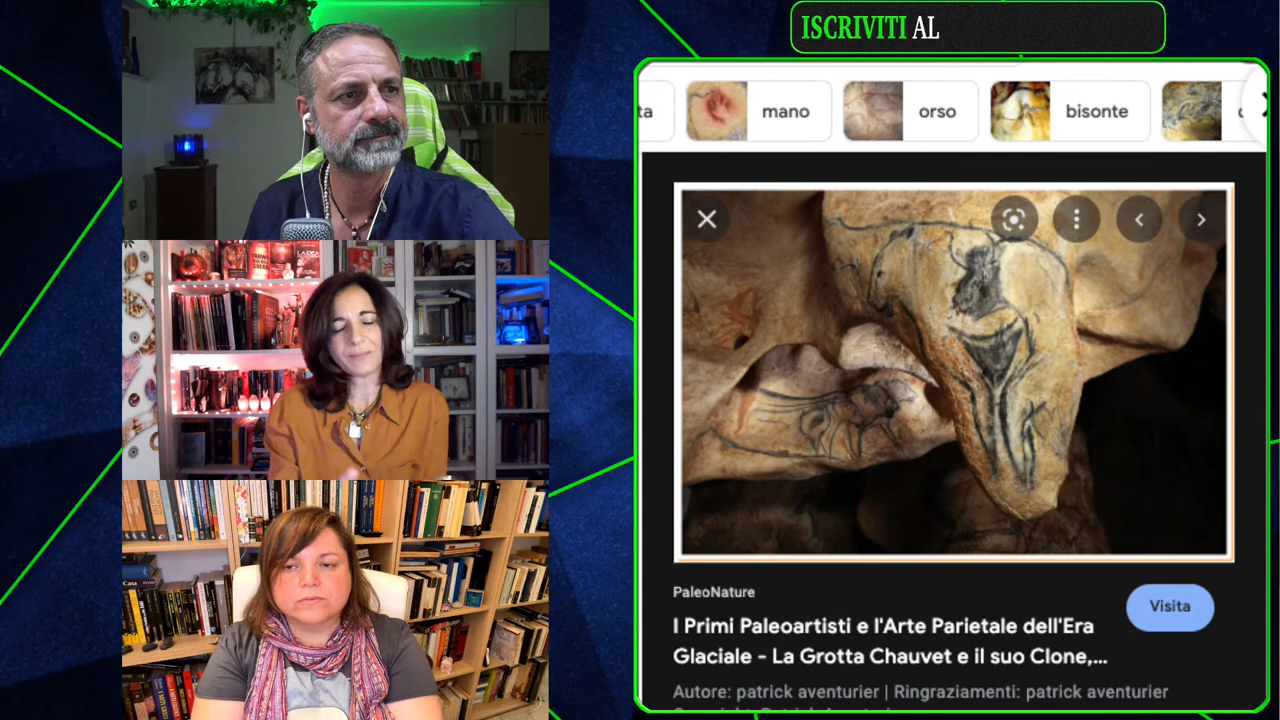 ISCRIVITI AL
ta
mano
orso
bisonte
PaleoNature
Visita
I Primi Paleoartisti e l'Arte Parietale dell'Era
Glaciale - La Grotta Chauvet e il suo Clone,...
Autore: patrick aventurier | Ringraziamenti: patrick aventurier